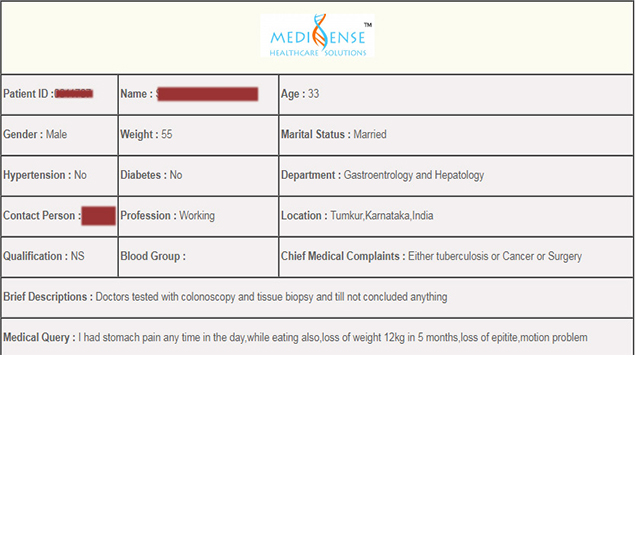 MEDISENSE ™
HEALTHCARE SOLUTIONS
Patient ID :
Name :
Age : 33
Gender : Male
Weight : 55
Marital Status : Married
Hypertension : No
Diabetes : No
Department : Gastroentrology and Hepatology
Contact Person :
Profession : Working
Location : Tumkur,Karnataka,India
Qualification : NS
Blood Group :
Chief Medical Complaints : Either tuberculosis or Cancer or Surgery
Brief Descriptions : Doctors tested with colonoscopy and tissue biopsy and till not concluded anything
Medical Query : I had stomach pain any time in the day,while eating also,loss of weight 12kg in 5 months,loss of epitite,motion problem